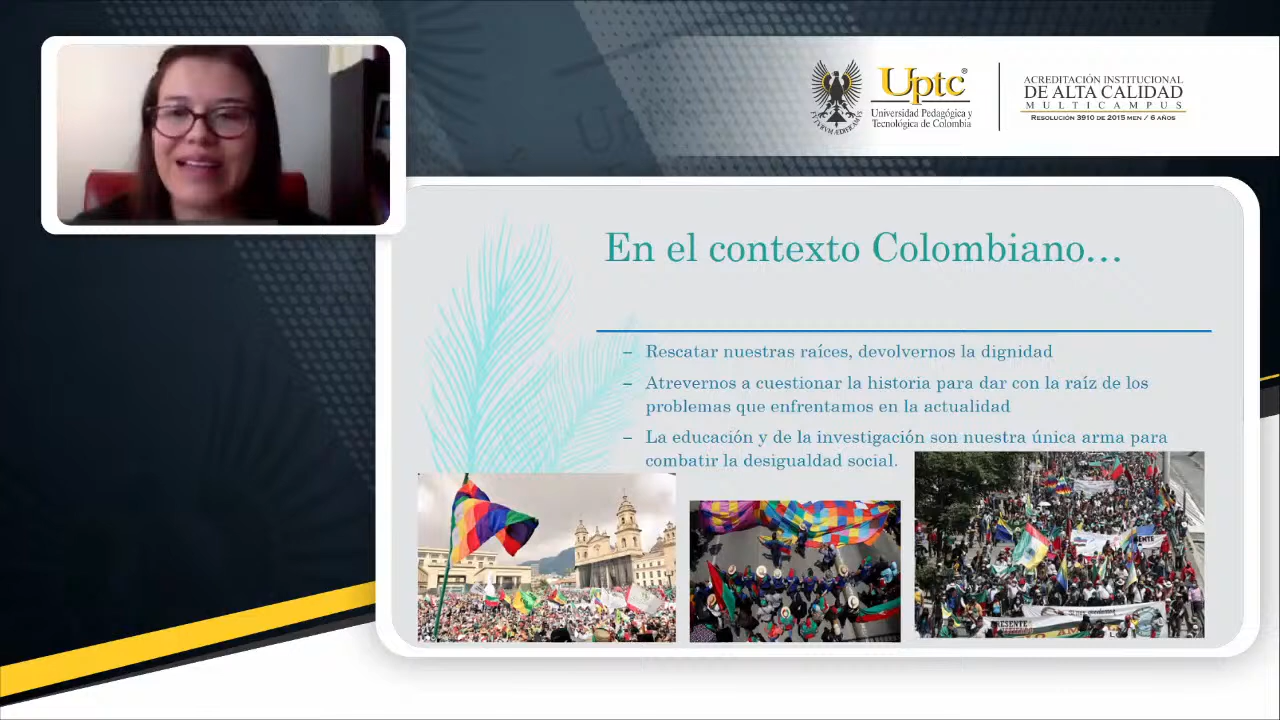 Uptc®
Universidad Pedagógica y
Tecnológica de Colombia
ACREDITACIÓN INSTITUCIONAL
DE ALTA CALIDAD
MULTICAMPUS
RESOLUCIÓN 3910 DE 2015 MEN / 6 AÑOS
En el contexto Colombiano...
– Rescatar nuestras raíces, devolvernos la dignidad
– Atrevernos a cuestionar la historia para dar con la raíz de los
problemas que enfrentamos en la actualidad
– La educación y de la investigación son nuestra única arma para
combatir la desigualdad social.